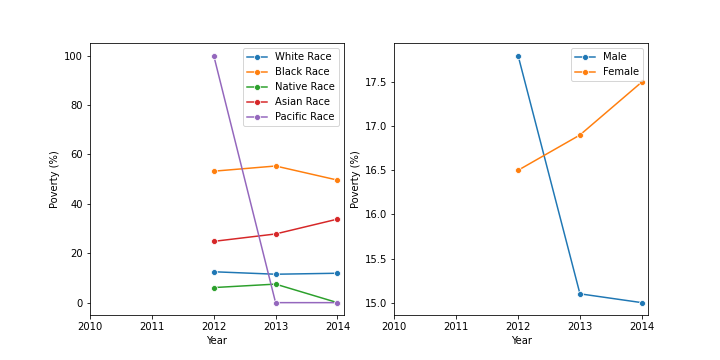 100
80
60
40
20
0
Poverty (%)
2010 2011 2012 2013 2014
Year
White Race
Black Race
Native Race
Asian Race
Pacific Race
17.5
17.0
16.5
16.0
15.5
15.0
Poverty (%)
2010 2011 2012 2013 2014
Year
Male
Female